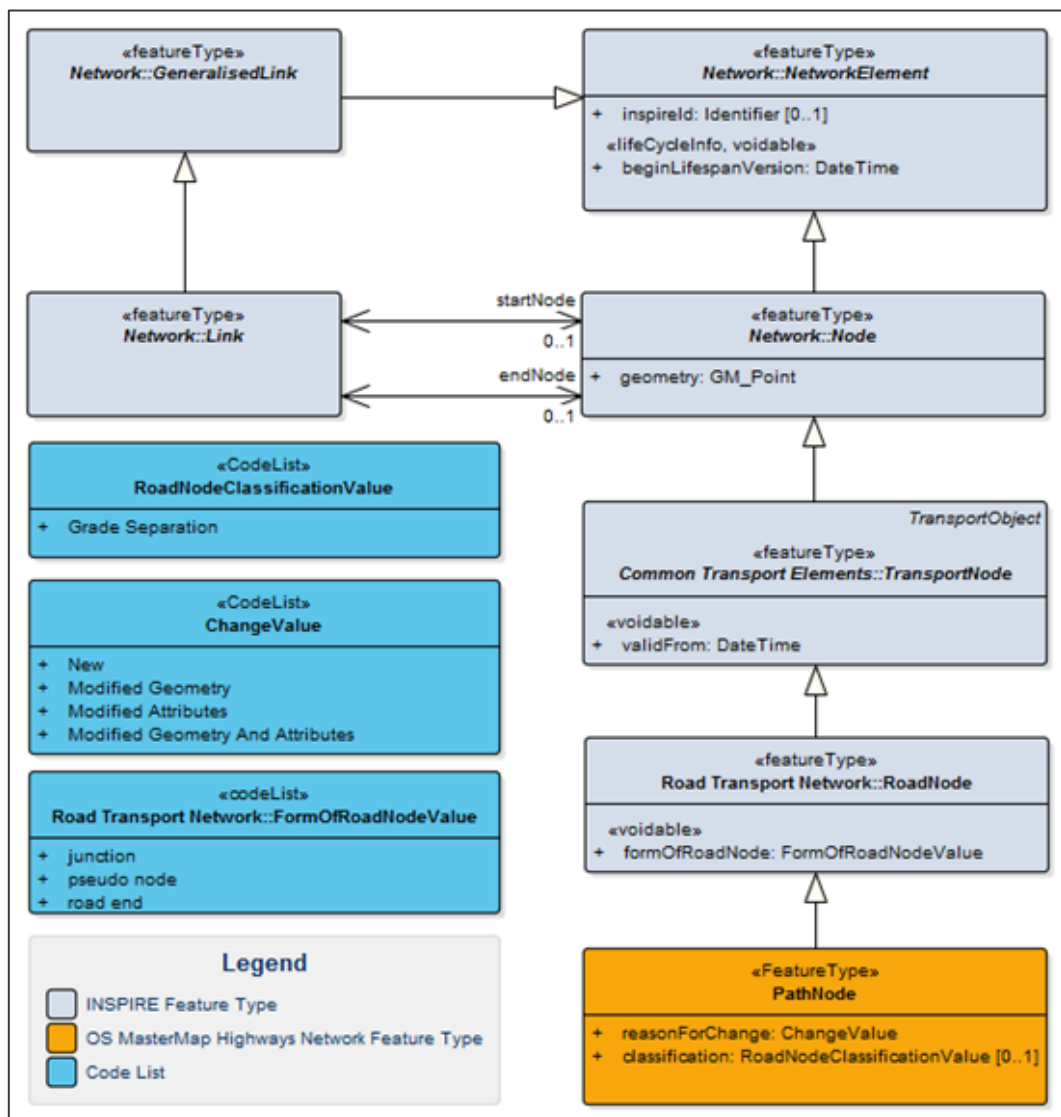 «featureType»
Network::GeneralisedLink
«featureType»
Network::NetworkElement
+ inspireId: Identifier [0..1]
«lifeCycleInfo, voidable»
+ beginLifespanVersion: DateTime
«featureType»
Network::Link
startNode
0..1
endNode
0..1
«featureType»
Network::Node
+ geometry: GM_Point
«CodeList»
RoadNodeClassificationValue
+ Grade Separation
TransportObject
«featureType»
Common Transport Elements::TransportNode
«voidable»
+ validFrom: DateTime
«CodeList»
ChangeValue
+ New
+ Modified Geometry
+ Modified Attributes
+ Modified Geometry And Attributes
«featureType»
Road Transport Network::RoadNode
«voidable»
+ formOfRoadNode: FormOfRoadNodeValue
«codeList»
Road Transport Network::FormOfRoadNodeValue
+ junction
+ pseudo node
+ road end
Legend
INSPIRE Feature Type
OS MasterMap Highways Network Feature Type
Code List
«FeatureType»
PathNode
+ reasonForChange: ChangeValue
+ classification: RoadNodeClassificationValue [0..1]